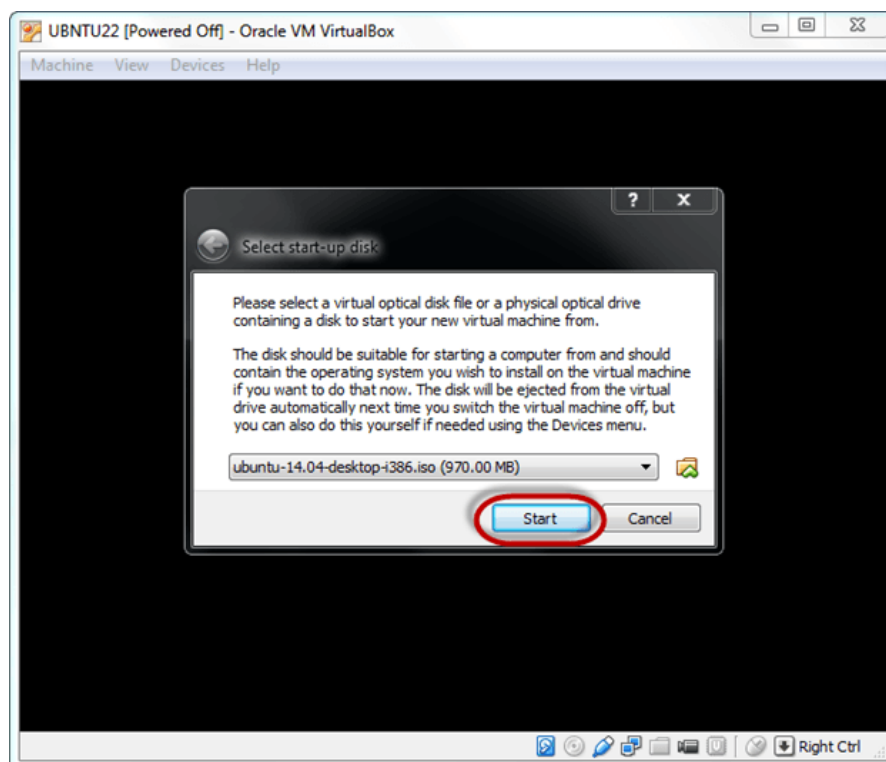 UBNTU22 [Powered Off] - Oracle VM VirtualBox
Machine View Devices Help
? X
Select start-up disk
Please select a virtual optical disk file or a physical optical drive
containing a disk to start your new virtual machine from.
The disk should be suitable for starting a computer from and should
contain the operating system you wish to install on the virtual machine
if you want to do that now. The disk will be ejected from the virtual
drive automatically next time you switch the virtual machine off, but
you can also do this yourself if needed using the Devices menu.
ubuntu-14.04-desktop-i386.iso (970.00 MB)
Start Cancel
Right Ctrl